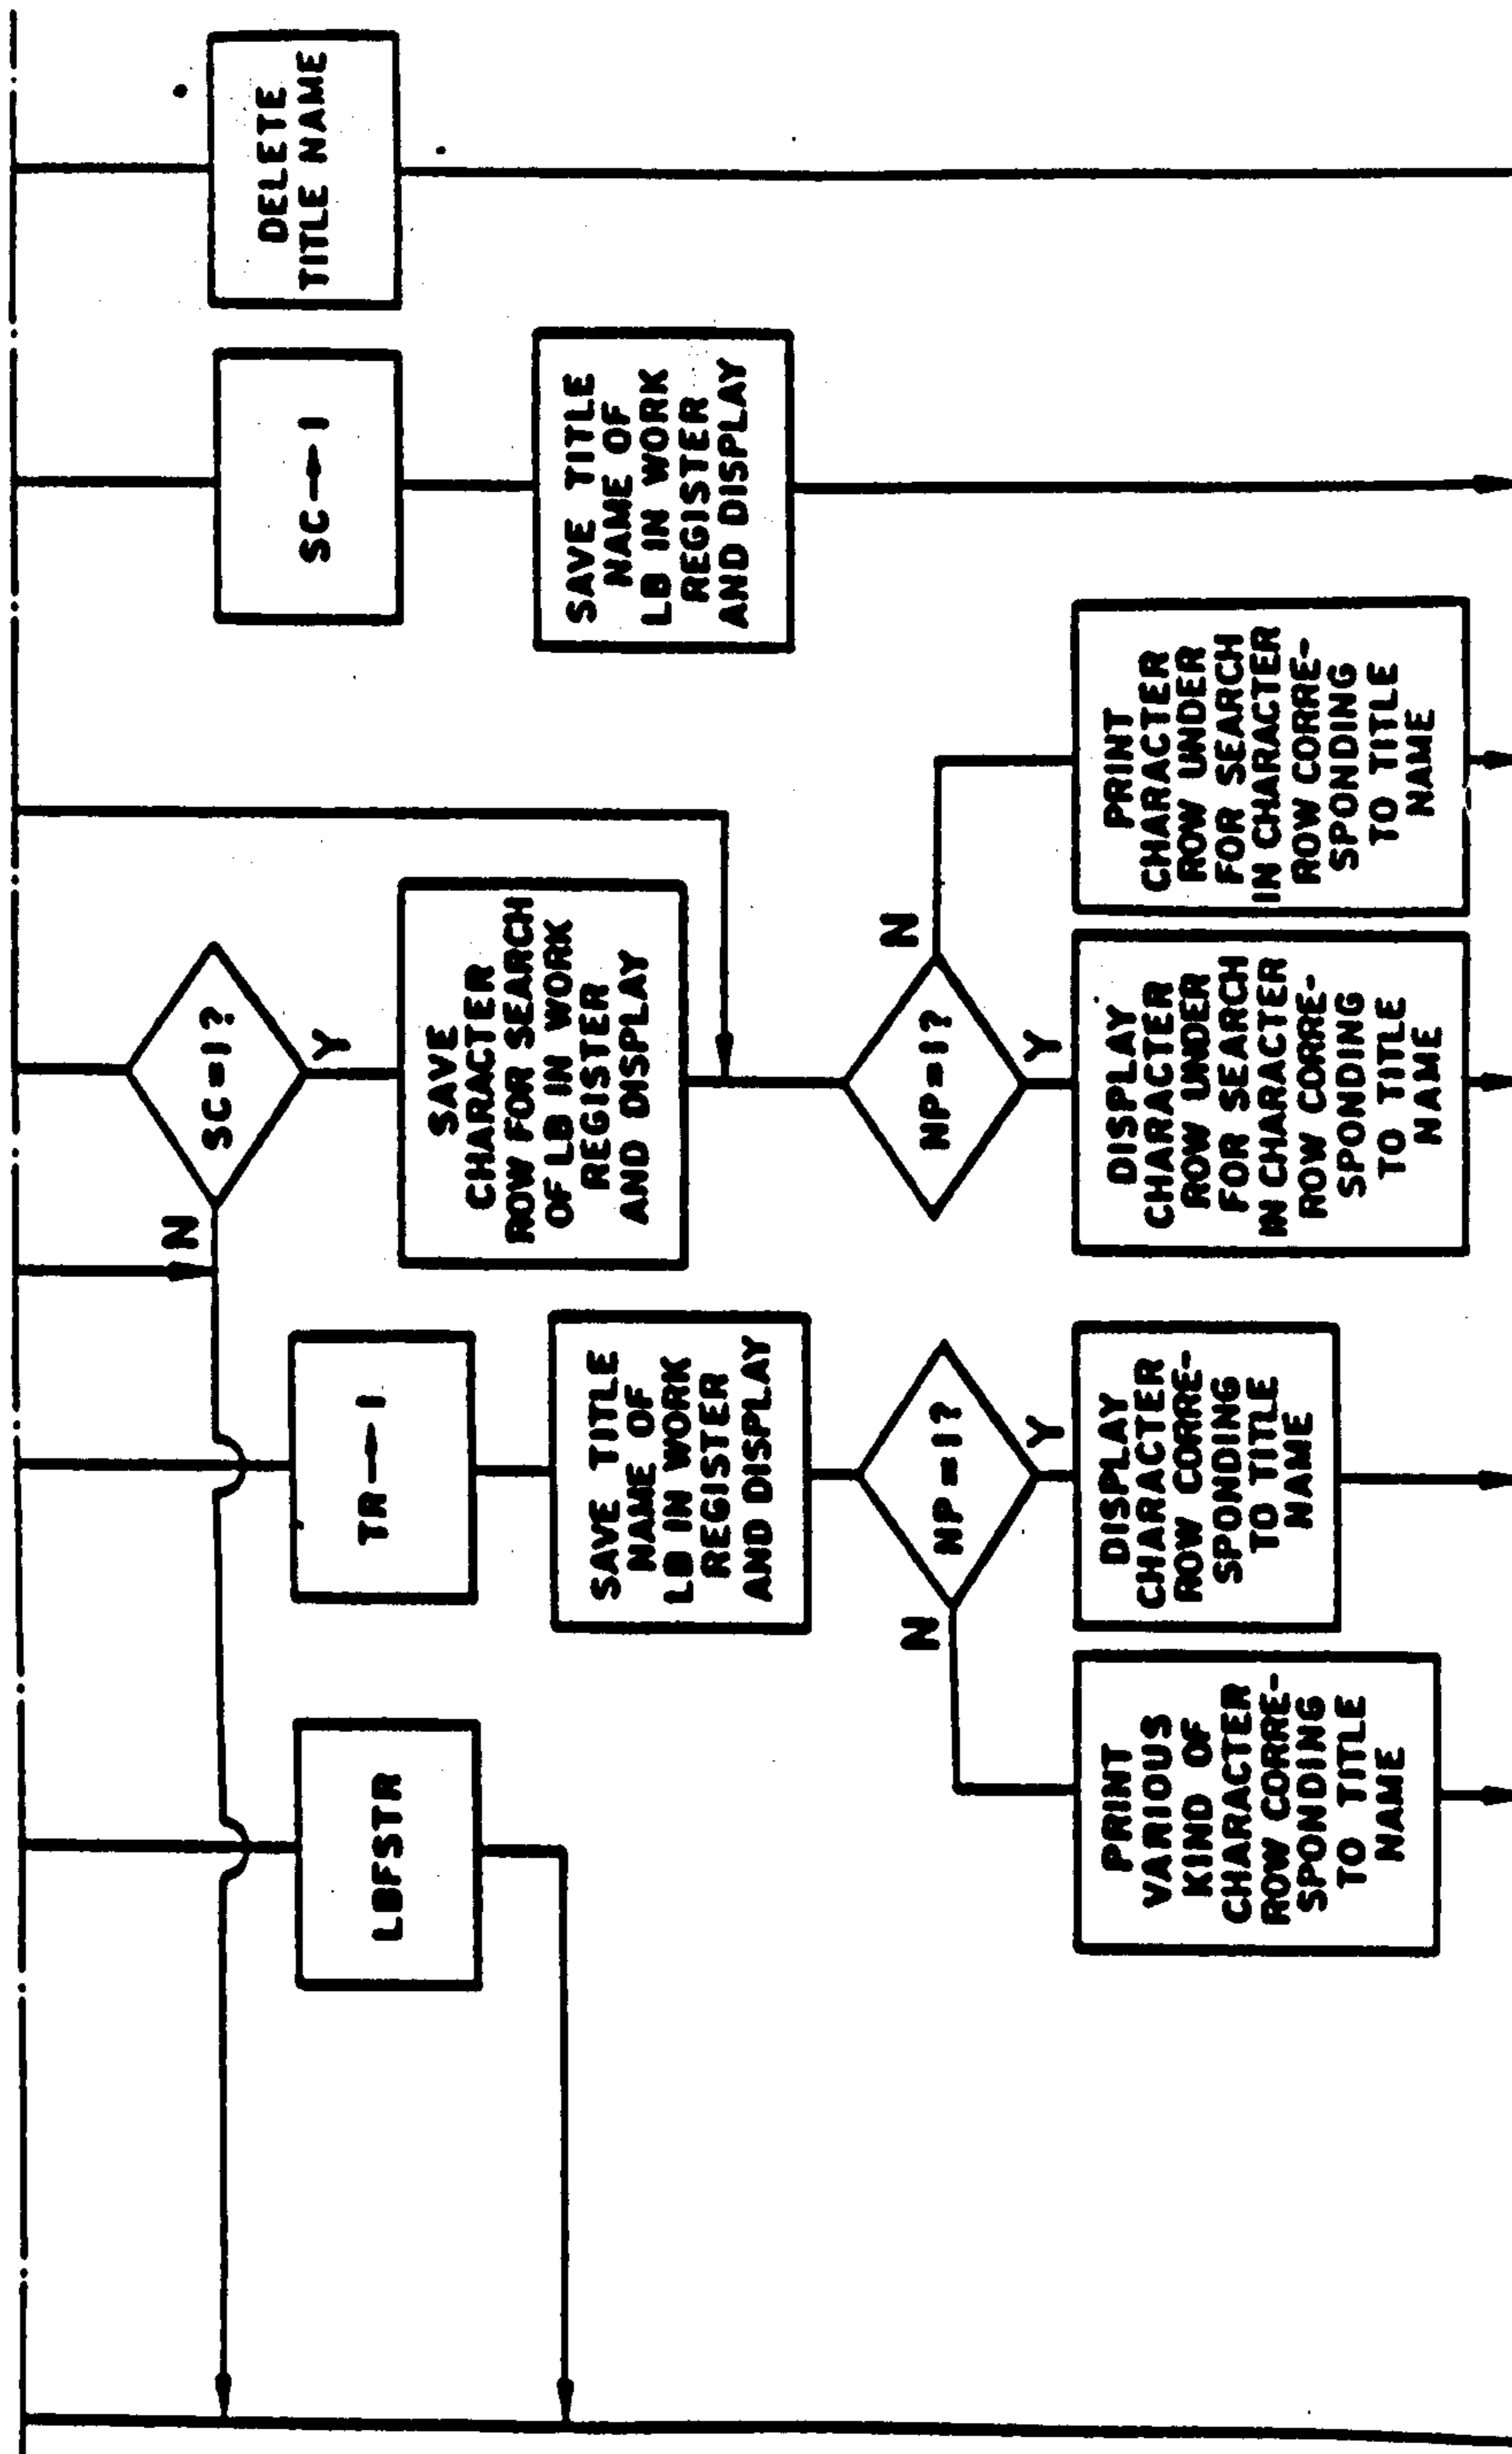 LBFSTR
PRINT
VARIOUS
KIND OF
CHARACTER
ROW CORRE-
SPONDING
TO TITLE
NAME
TR→1
SAVE TITLE
NAME OF
LB IN WORK
REGISTER
AND DISPLAY
NP=1?
N
Y
DISPLAY
CHARACTER
ROW CORRE-
SPONDING
TO TITLE
NAME
N
SC=1?
Y
SAVE
CHARACTER
ROW FOR SEARCH
OF LB IN WORK
REGISTER
AND DISPLAY
NP=1?
N
Y
DISPLAY
CHARACTER
ROW UNDER
FOR SEARCH
IN CHARACTER
ROW CORRE-
SPONDING
TO TITLE
NAME
PRINT
CHARACTER
ROW UNDER
FOR SEARCH
IN CHARACTER
ROW CORRE-
SPONDING
TO TITLE
NAME
SC→1
SAVE TITLE
NAME OF
LB IN WORK
REGISTER
AND DISPLAY
DELETE
TITLE NAME